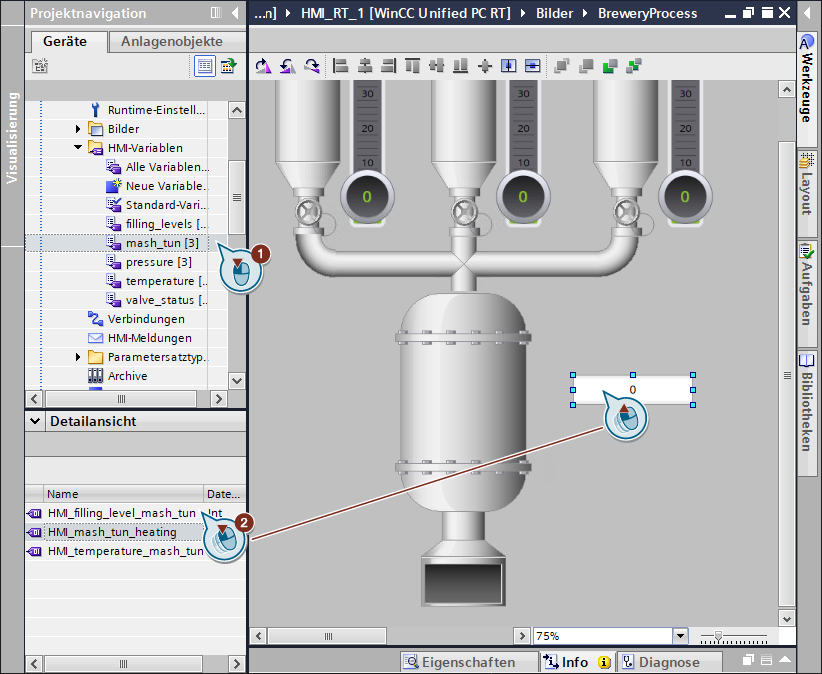 Projektnavigation
...n] HMI_RT_1 [WinCC Unified PC RT] Bilder BreweryProcess
Geräte Anlagenobjekte
Visualisierung
Runtime-Einstell...
Bilder
HMI-Variablen
Alle Variablen...
Neue Variable.
Standard-Vari...
filling_levels [..
mash_tun [3]
pressure [3]
temperature [..
valve_status [..
Verbindungen
HMI-Meldungen
Parametersatztyp..
Archive
1
Detailansicht
Name Date...
HMI_filling_level_mash_tun Int
HMI_mash_tun_heating
HMI_temperature_mash_tun
2
30 30 30
20 20 20
10 10 10
0 0 0
0
75%
Eigenschaften Info Diagnose
Werkzeuge
Layout
Aufgaben
Bibliotheken